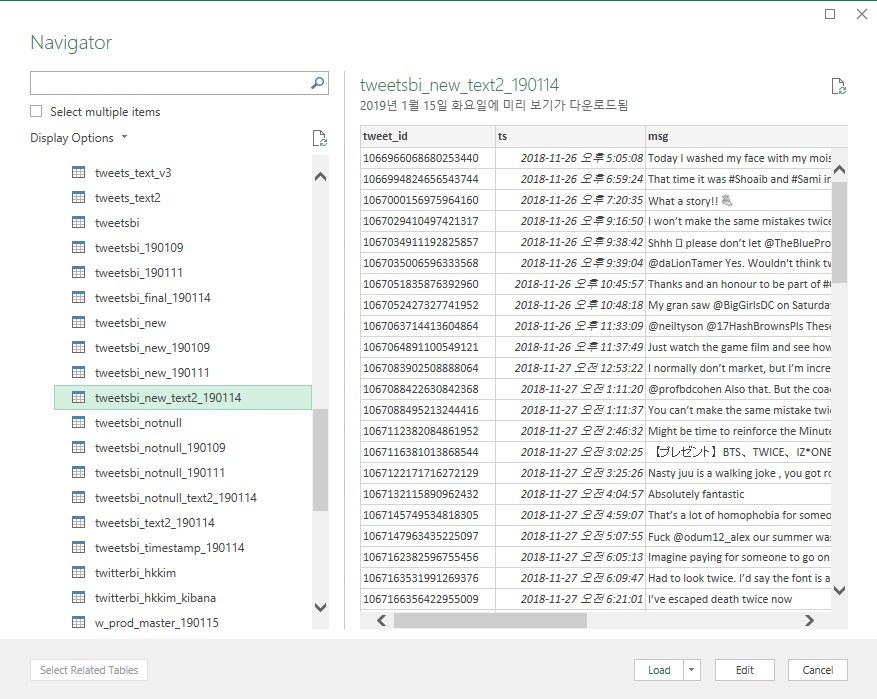 Navigator
Select multiple items
Display Options
tweets_text_v3
tweets_text2
tweetsbi
tweetsbi_190109
tweetsbi_190111
tweetsbi_final_190114
tweetsbi_new
tweetsbi_new_190109
tweetsbi_new_190111
tweetsbi_new_text2_190114
tweetsbi_notnull
tweetsbi_notnull_190109
tweetsbi_notnull_190111
tweetsbi_notnull_text2_190114
tweetsbi_text2_190114
tweetsbi_timestamp_190114
twitterbi_hkkim
twitterbi_hkkim_kibana
w_prod_master_190115
tweetsbi_new_text2_190114
2019년 1월 15일 화요일에 미리 보기가 다운로드됨
tweet_id ts msg
1066966068680253440 2018-11-26 오후 5:05:08 Today I washed my face with my mois
1066994824656543744 2018-11-26 오후 6:59:24 That time it was #Shoaib and #Sami in
1067000156975964160 2018-11-26 오후 7:20:35 What a story!!
1067029410497421317 2018-11-26 오후 9:16:50 I won't make the same mistakes twice
1067034911192825857 2018-11-26 오후 9:38:42 Shhh please don't let @TheBluePro
1067035006596333568 2018-11-26 오후 9:39:04 @daLionTamer Yes. Wouldn't think tw
1067051835876392960 2018-11-26 오후 10:45:57 Thanks and an honour to be part of #
1067052427327741952 2018-11-26 오후 10:48:18 My gran saw @BigGirlsDC on Saturda
1067063714413604864 2018-11-26 오후 11:33:09 @neiltyson @17HashBrownsPls These
1067064891100549121 2018-11-26 오후 11:37:49 Just watch the game film and see how
1067083902508888064 2018-11-27 오전 12:53:22 I normally don't market, but I'm incre
1067088422630842368 2018-11-27 오전 1:11:20 @profbdcohen Also that. But the coa
1067088495213244416 2018-11-27 오전 1:11:37 You can't make the same mistake twi
1067112382084861952 2018-11-27 오전 2:46:32 Might be time to reinforce the Minute
1067116381013868544 2018-11-27 오전 3:02:25 【プレゼント】BTS、TWICE、IZ*ONE
1067122171716272129 2018-11-27 오전 3:25:26 Nasty juu is a walking joke , you got ro
1067132115890962432 2018-11-27 오전 4:04:57 Absolutely fantastic
1067145749534818305 2018-11-27 오전 4:59:07 That's a lot of homophobia for someo
1067147963435225097 2018-11-27 오전 5:07:55 Fuck @odum12_alex our summer was
1067162382596755456 2018-11-27 오전 6:05:13 Imagine paying for someone to go on
1067163531991269376 2018-11-27 오전 6:09:47 Had to look twice. I'd say the font is a
1067166356422955009 2018-11-27 오전 6:21:01 I've escaped death twice now
Select Related Tables
Load
Edit
Cancel